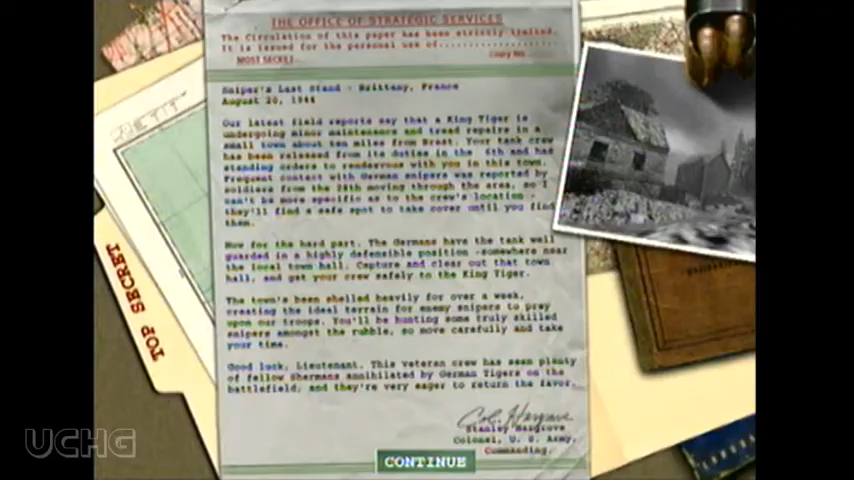 THE OFFICE OF STRATEGIC SERVICES
The Circulation of this paper has been strictly limited.
It is issued for the personal use of
MOST SECRET Copy No.
Sniper's Last Stand - Brittany, France
August 20, 1944
Our latest field reports say that a King Tiger is
undergoing minor maintenance and tread repairs in a
small town about ten miles from Brest. Your tank crew
has been released from its duties in the 6th and has
standing orders to rendezvous with you in this town.
Frequent contact with German snipers was reported by
soldiers from the 28th moving through the area, so I
can't be more specific as to the crew's location -
they'll find a safe spot to take cover until you find
them.
Now for the hard part. The Germans have the tank well
guarded in a highly defensible position -somewhere near
the local town hall. Capture and clear out that town
hall, and get your crew safely to the King Tiger.
The town's been shelled heavily for over a week,
creating the ideal terrain for enemy snipers to prey
upon our troops. You'll be hunting some truly skilled
snipers amongst the rubble, so move carefully and take
your time.
Good luck, Lieutenant. This veteran crew has seen plenty
of fellow Shermans annihilated by German Tigers on the
battlefield, and they're very eager to return the favor.
Col. Hargrove
Stanley Hargrove
Colonel, U. S. Army,
Commanding.
CONTINUE
TOP SECRET
UCHG